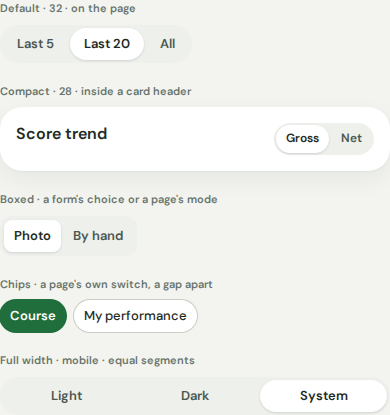 Default · 32 · on the page
Last 5 Last 20 All
Compact · 28 · inside a card header
Score trend Gross Net
Boxed · a form's choice or a page's mode
Photo By hand
Chips · a page's own switch, a gap apart
Course My performance
Full width · mobile · equal segments
Light Dark System